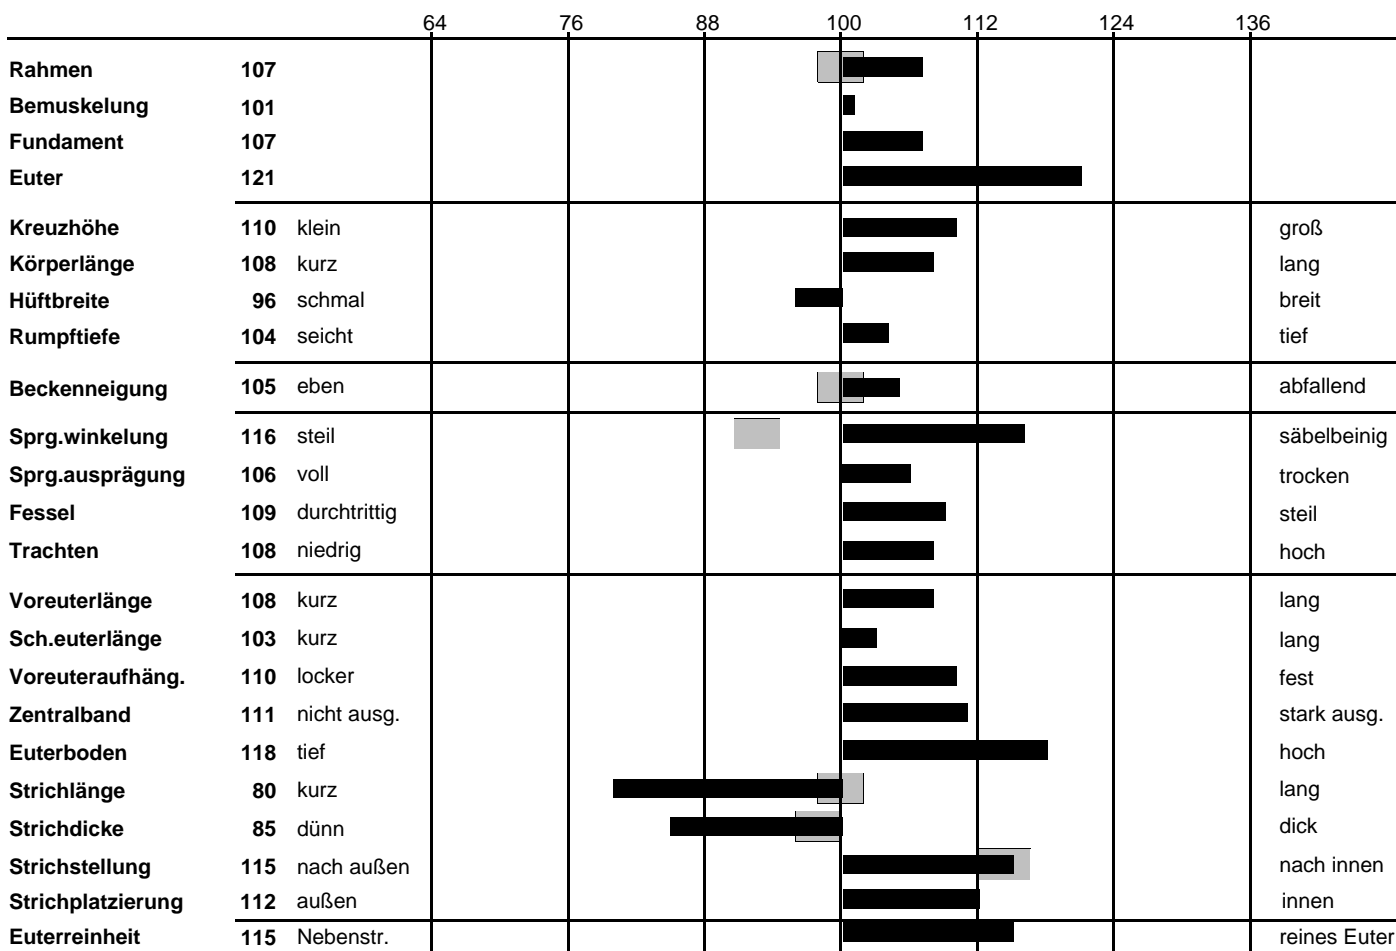 64 76 88 100 112 124 136
Rahmen 107
Bemuskelung 101
Fundament 107
Euter 121
Kreuzhöhe 110 klein groß
Körperlänge 108 kurz lang
Hüftbreite 96 schmal breit
Rumpftiefe 104 seicht tief
Beckenneigung 105 eben abfallend
Sprg.winkelung 116 steil säbelbeinig
Sprg.ausprägung 106 voll trocken
Fessel 109 durchtrittig steil
Trachten 108 niedrig hoch
Voreuterlänge 108 kurz lang
Sch.euterlänge 103 kurz lang
Voreuteraufhäng. 110 locker fest
Zentralband 111 nicht ausg. stark ausg.
Euterboden 118 tief hoch
Strichlänge 80 kurz lang
Strichdicke 85 dünn dick
Strichstellung 115 nach außen nach innen
Strichplatzierung 112 außen innen
Euterreinheit 115 Nebenstr. reines Euter